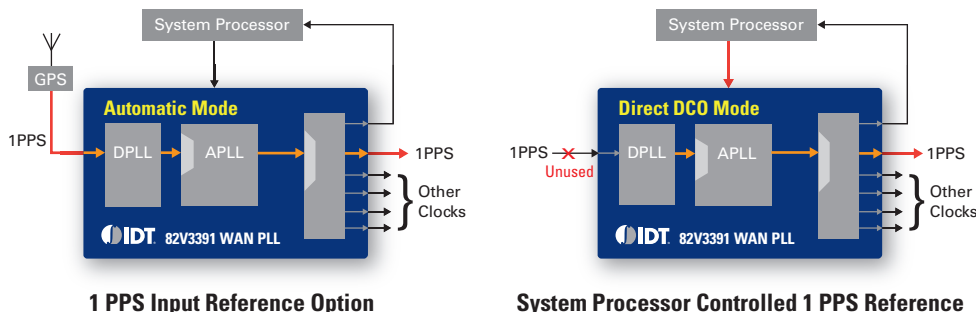 System Processor
GPS
Automatic Mode
1PPS
DPLL
APLL
1PPS
Other
Clocks
IDT. 82V3391 WAN PLL
1 PPS Input Reference Option
System Processor
Direct DCO Mode
1PPS
Unused
DPLL
APLL
1PPS
Other
Clocks
IDT. 82V3391 WAN PLL
System Processor Controlled 1 PPS Reference